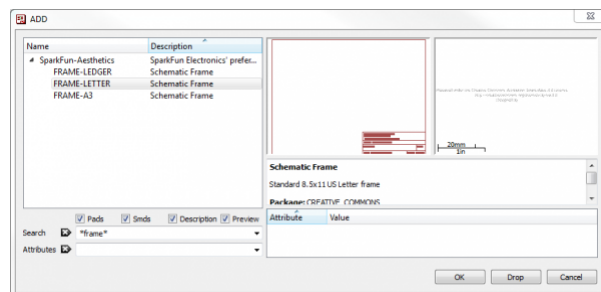 ADD
Name Description
SparkFun-Aesthetics SparkFun Electronics' prefer...
FRAME-LEDGER Schematic Frame
FRAME-LETTER Schematic Frame
FRAME-A3 Schematic Frame
20mm
1in
Schematic Frame
Standard 8.5x11 US Letter frame
Package: CREATIVE_COMMONS
Pads Smds Description Preview
Search *frame*
Attributes
Attribute Value
OK Drop Cancel